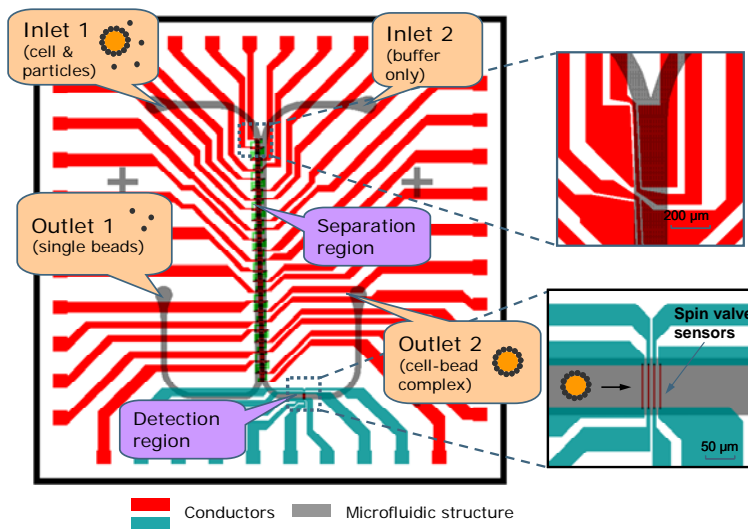 Inlet 1
(cell &
particles)
Inlet 2
(buffer
only)
200 µm
Outlet 1
(single beads)
Separation
region
Outlet 2
(cell-bead
complex)
Spin valve
sensors
Detection
region
50 µm
Conductors
Microfluidic structure